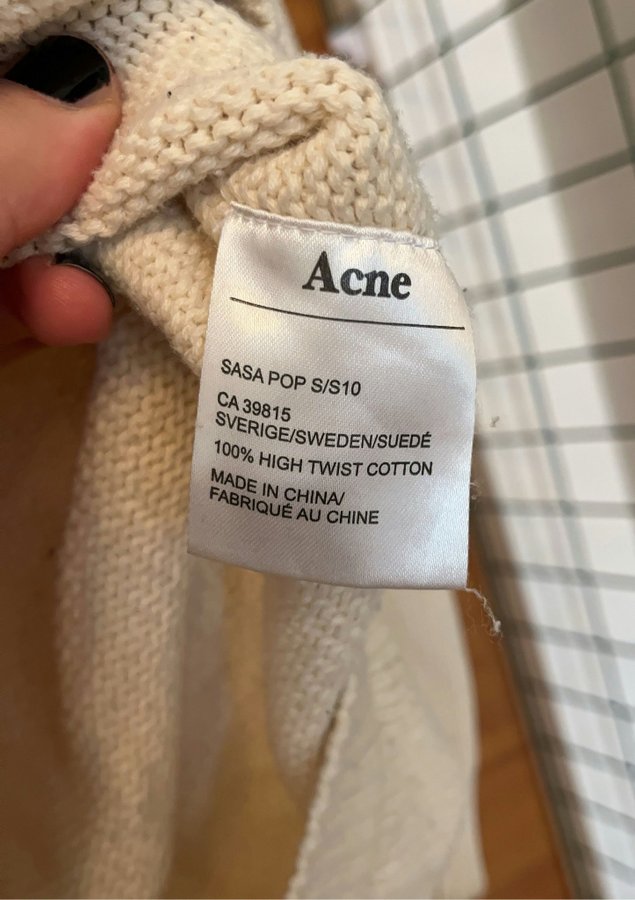 Acne
SASA POP S/S10
CA 39815
SVERIGE/SWEDEN/SUEDÉ
100% HIGH TWIST COTTON
MADE IN CHINA/
FABRIQUÉ AU CHINE